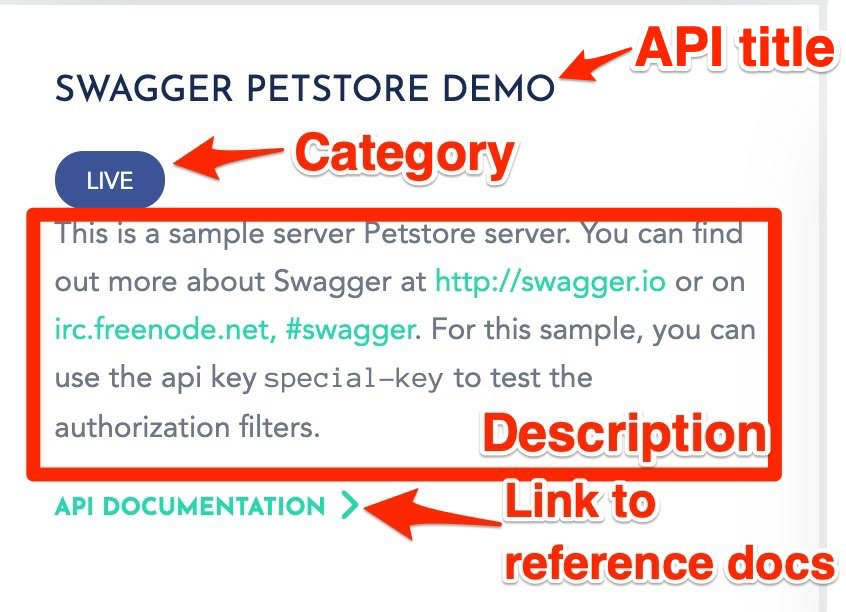 API title
SWAGGER PETSTORE DEMO
Category
LIVE
This is a sample server Petstore server. You can find
out more about Swagger at http://swagger.io or on
irc.freenode.net, #swagger. For this sample, you can
use the api key special-key to test the
authorization filters.
Description
API DOCUMENTATION
Link to
reference docs